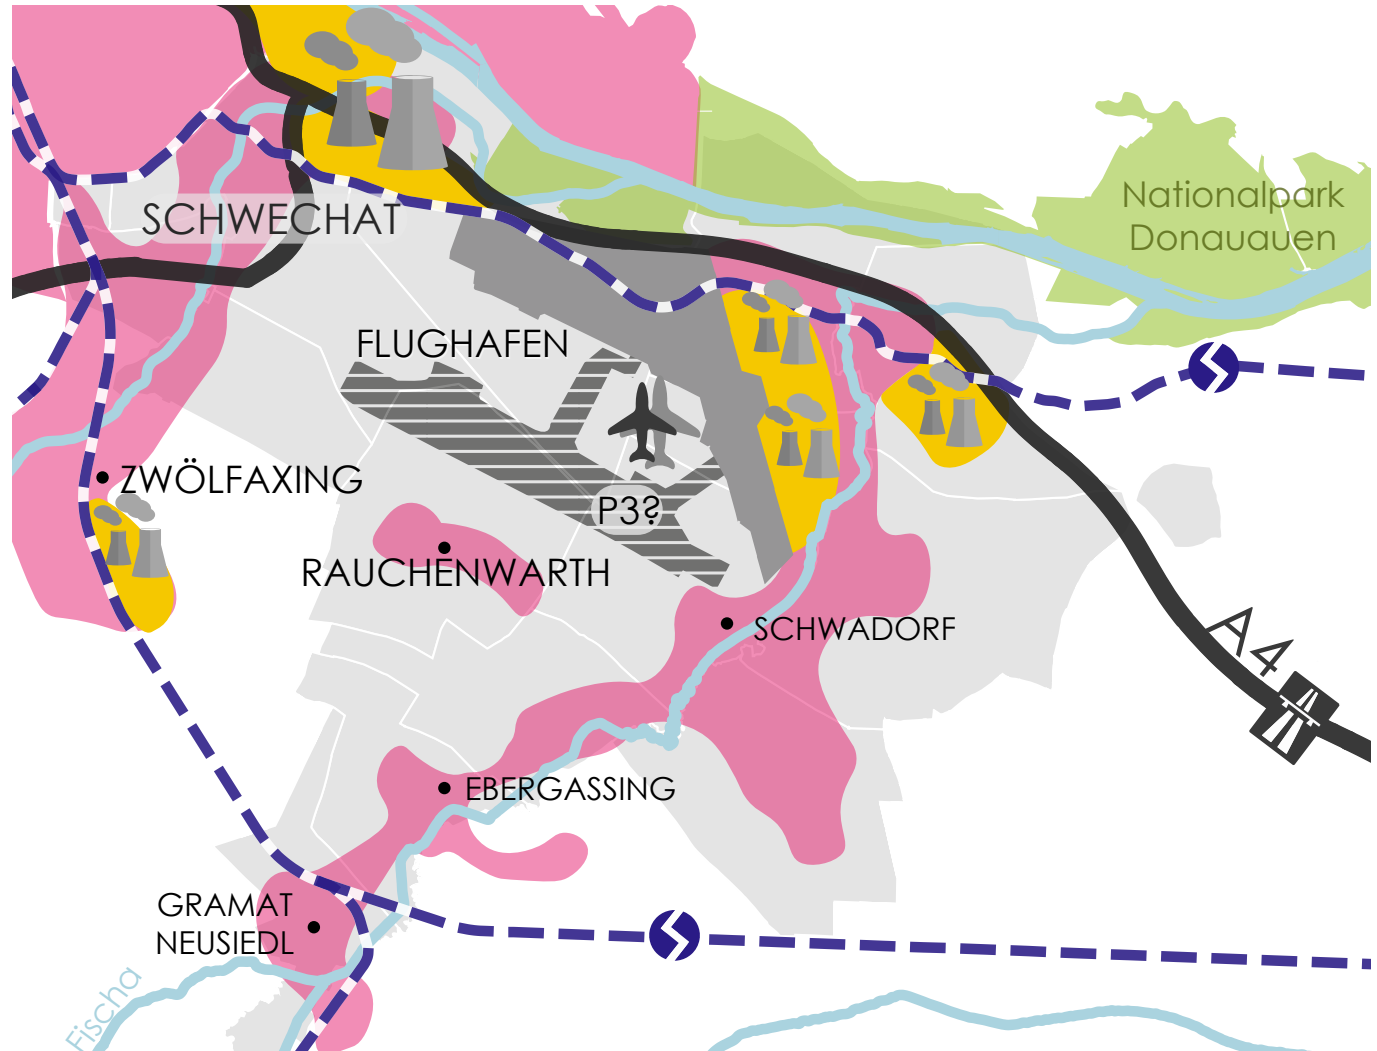 Nationalpark
Donauauen
SCHWECHAT
FLUGHAFEN
ZWÖLFAXING
P3?
RAUCHENWARTH
SCHWADORF
A4
EBERGASSING
GRAMAT
NEUSIEDL
Fischa